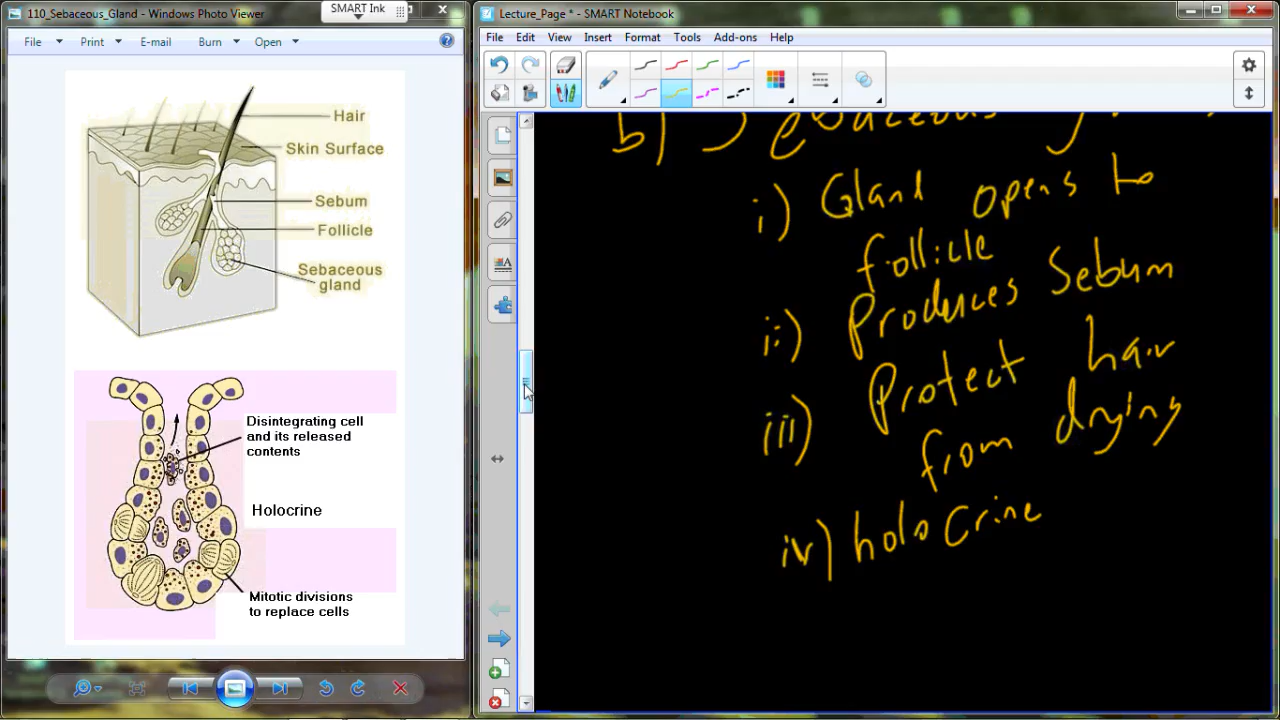 110_Sebaceous_Gland - Windows Photo Viewer
SMART Ink
File Print E-mail Burn Open
Hair
Skin Surface
Sebum
Follicle
Sebaceous
gland
Disintegrating cell
and its released
contents
Holocrine
Mitotic divisions
to replace cells
Lecture_Page * - SMART Notebook
File Edit View Insert Format Tools Add-ons Help
b) Sebaceous
i) Gland opens to
follicle
ii) Produces Sebum
iii) Protect hair
from drying
iv) holocrine